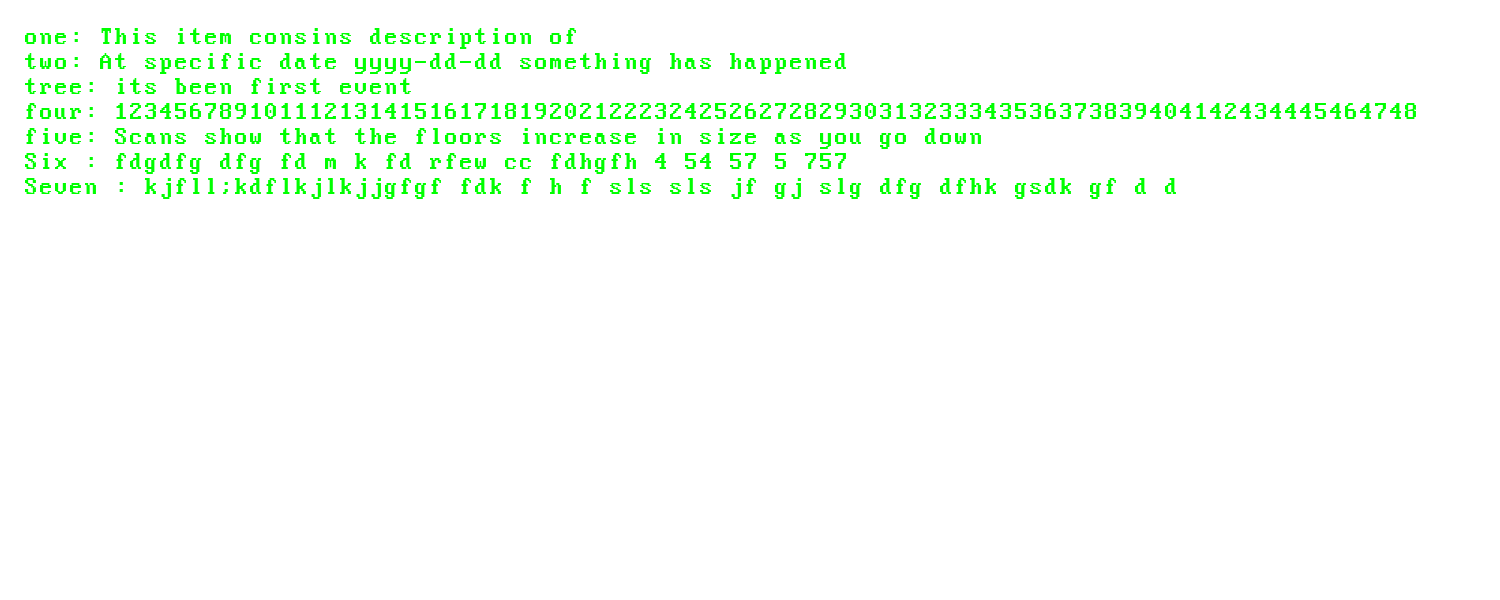 one: This item consins description of
two: At specific date yyyy-dd-dd something has happened
tree: its been first event
four: 123456789101112131415161718192021222324252627282930313233343536373839404142434445464748
five: Scans show that the floors increase in size as you go down
Six : fdgdfg dfg fd m k fd rfew cc fdhgfh 4 54 57 5 757
Seven : kjfll;kdflkjlkjjgfgf fdk f h f sls sls jf gj slg dfg dfhk gsdk gf d d